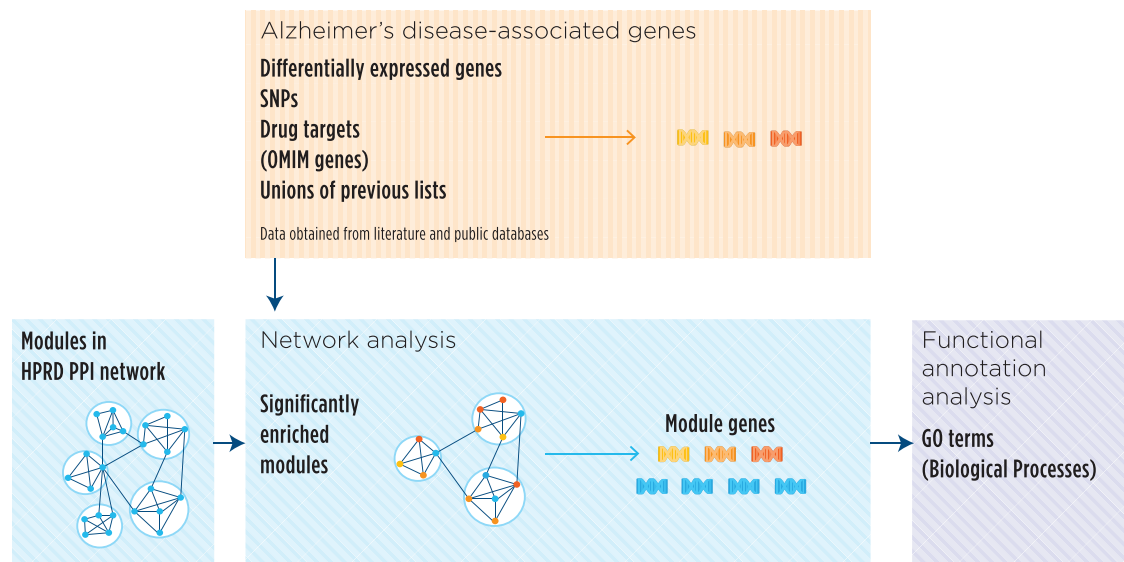 Alzheimer’s disease-associated genes
Differentially expressed genes
SNPs
Drug targets
(OMIM genes)
Unions of previous lists
Data obtained from literature and public databases
Modules in
HPRD PPI network
Network analysis
Significantly
enriched
modules
Module genes
Functional
annotation
analysis
GO terms
(Biological Processes)